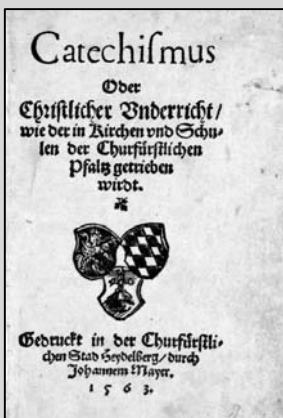 Catechiſmus
Oder
Chriſtlicher Vnderricht/
wie der in Kirchen vnd Schu-
len der Churfürſtlichen
Pfaltz getrieben
wirdt.
Gedruckt in der Churfürſtli-
chen Stad Heydelberg/ durch
Johannem Mayer.
1 5 6 3.